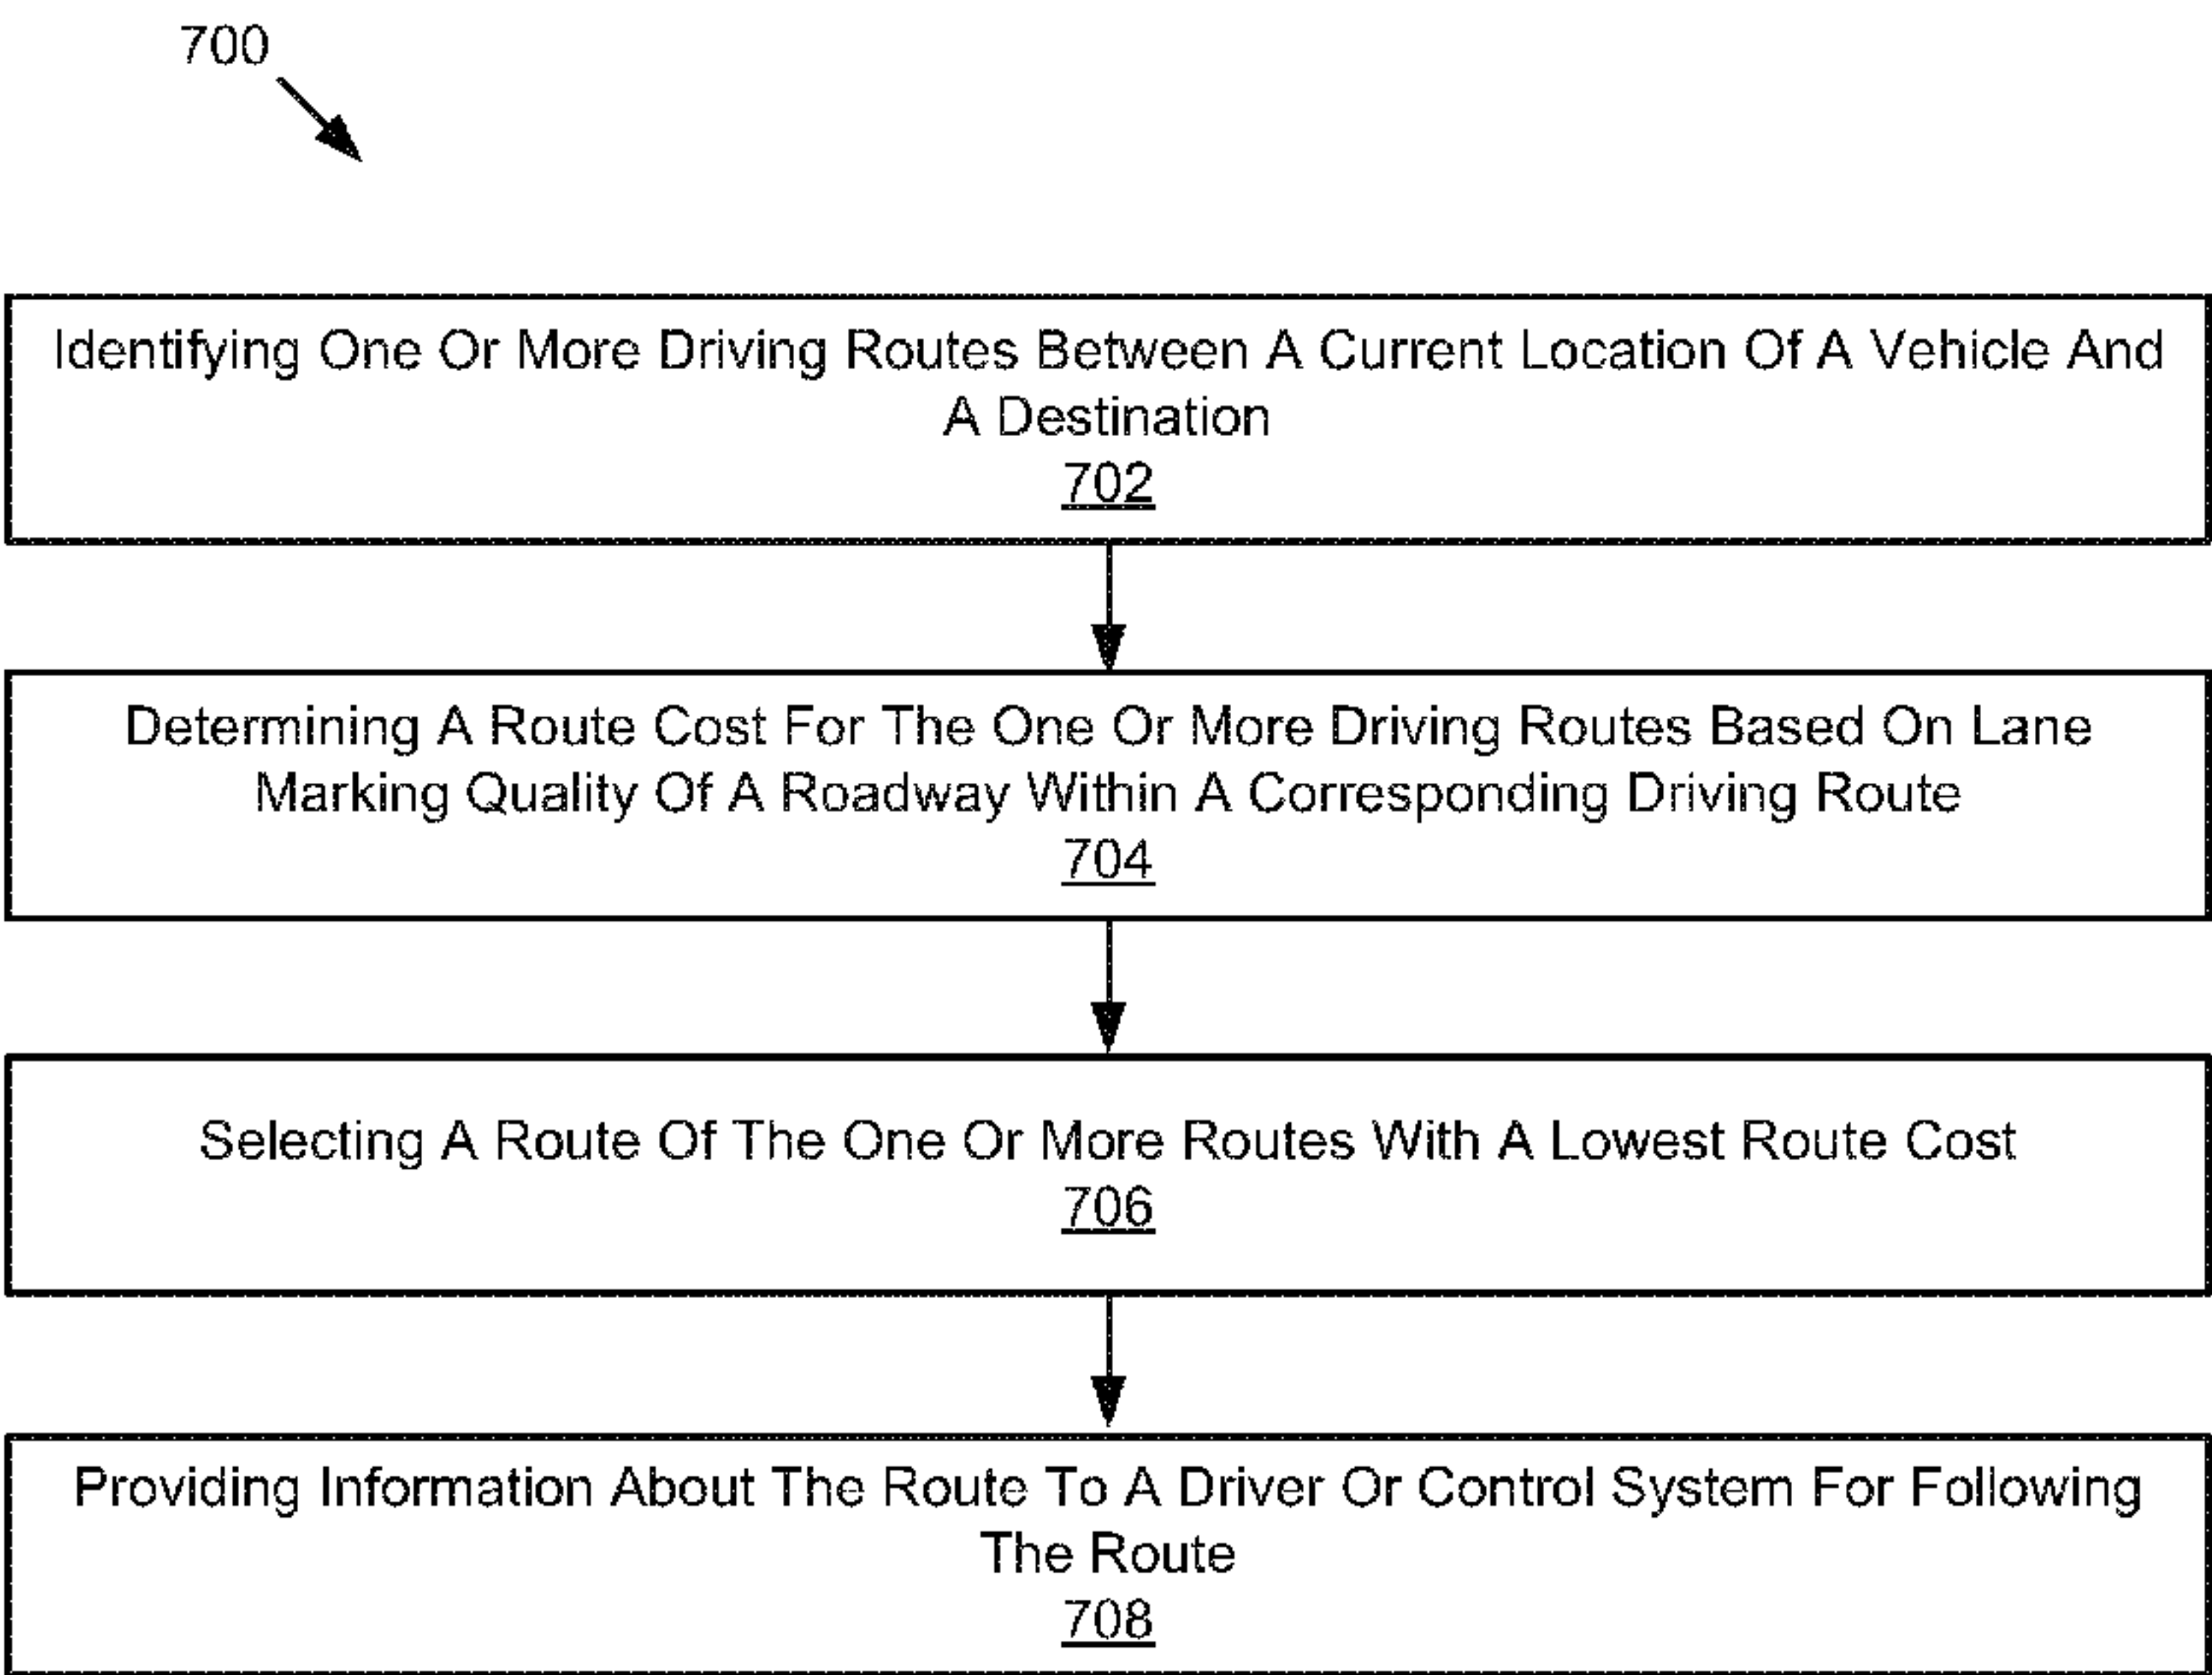 700
Identifying One Or More Driving Routes Between A Current Location Of A Vehicle And
A Destination
702
Determining A Route Cost For The One Or More Driving Routes Based On Lane
Marking Quality Of A Roadway Within A Corresponding Driving Route
704
Selecting A Route Of The One Or More Routes With A Lowest Route Cost
706
Providing Information About The Route To A Driver Or Control System For Following
The Route
708